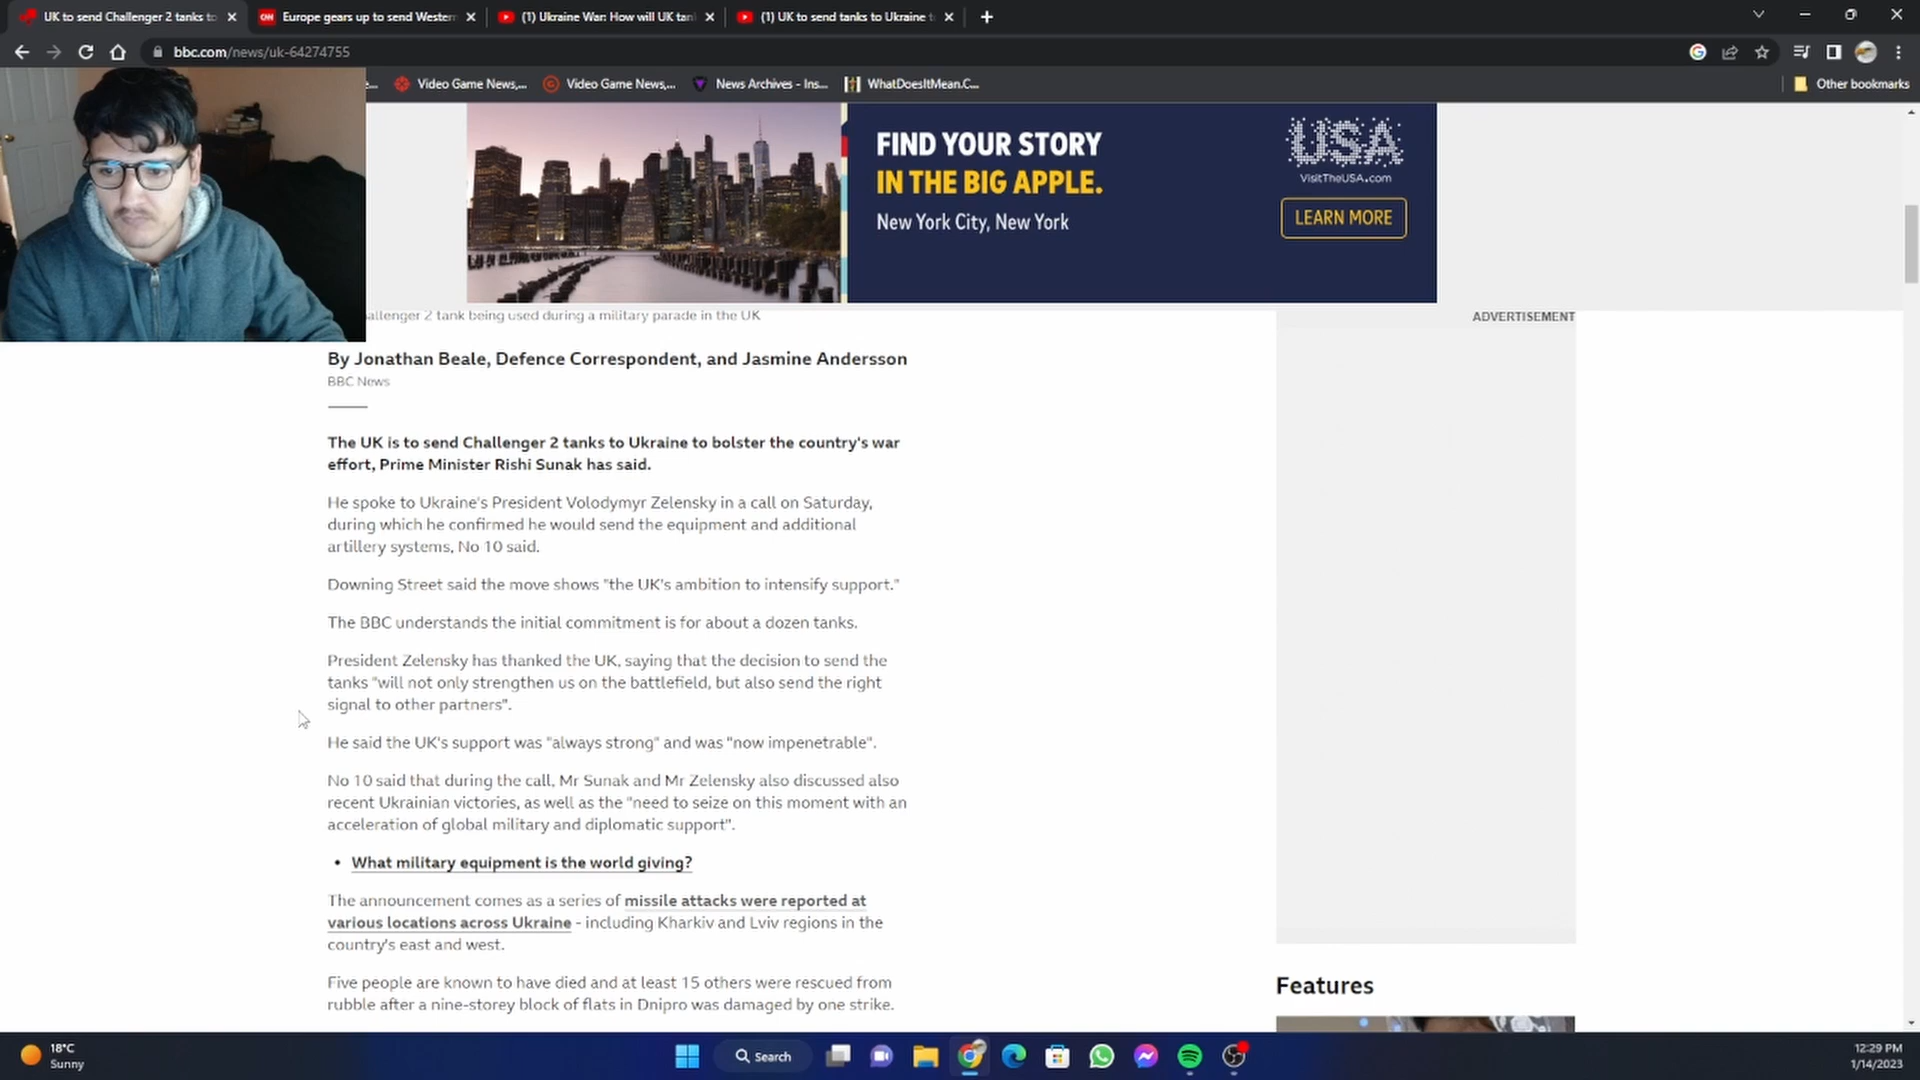 UK to send Challenger 2 tanks to
Europe gears up to send Western
(1) Ukraine War: How will UK tan
(1) UK to send tanks to Ukraine t
bbc.com/news/uk-64274755
e...
Video Game News,...
Video Game News,...
News Archives - Ins...
WhatDoesItMean.C...
Other bookmarks
FIND YOUR STORY
IN THE BIG APPLE.
New York City, New York
USA
VisitTheUSA.com
LEARN MORE
allenger 2 tank being used during a military parade in the UK
ADVERTISEMENT
By Jonathan Beale, Defence Correspondent, and Jasmine Andersson
BBC News
The UK is to send Challenger 2 tanks to Ukraine to bolster the country's war
effort, Prime Minister Rishi Sunak has said.
He spoke to Ukraine's President Volodymyr Zelensky in a call on Saturday,
during which he confirmed he would send the equipment and additional
artillery systems, No 10 said.
Downing Street said the move shows "the UK's ambition to intensify support."
The BBC understands the initial commitment is for about a dozen tanks.
President Zelensky has thanked the UK, saying that the decision to send the
tanks "will not only strengthen us on the battlefield, but also send the right
signal to other partners".
He said the UK's support was "always strong" and was "now impenetrable".
No 10 said that during the call, Mr Sunak and Mr Zelensky also discussed also
recent Ukrainian victories, as well as the "need to seize on this moment with an
acceleration of global military and diplomatic support".
• What military equipment is the world giving?
The announcement comes as a series of missile attacks were reported at
various locations across Ukraine - including Kharkiv and Lviv regions in the
country's east and west.
Five people are known to have died and at least 15 others were rescued from
rubble after a nine-storey block of flats in Dnipro was damaged by one strike.
Features
18°C
Sunny
Search
12:29 PM
1/14/2023